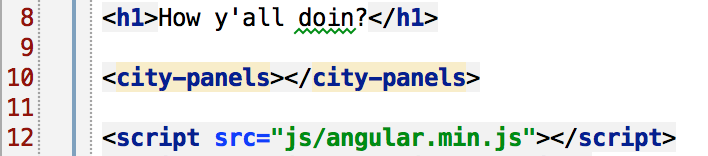 8 <h1>How y'all doin?</h1>
9
10 <city-panels></city-panels>
11
12 <script src="js/angular.min.js"></script>